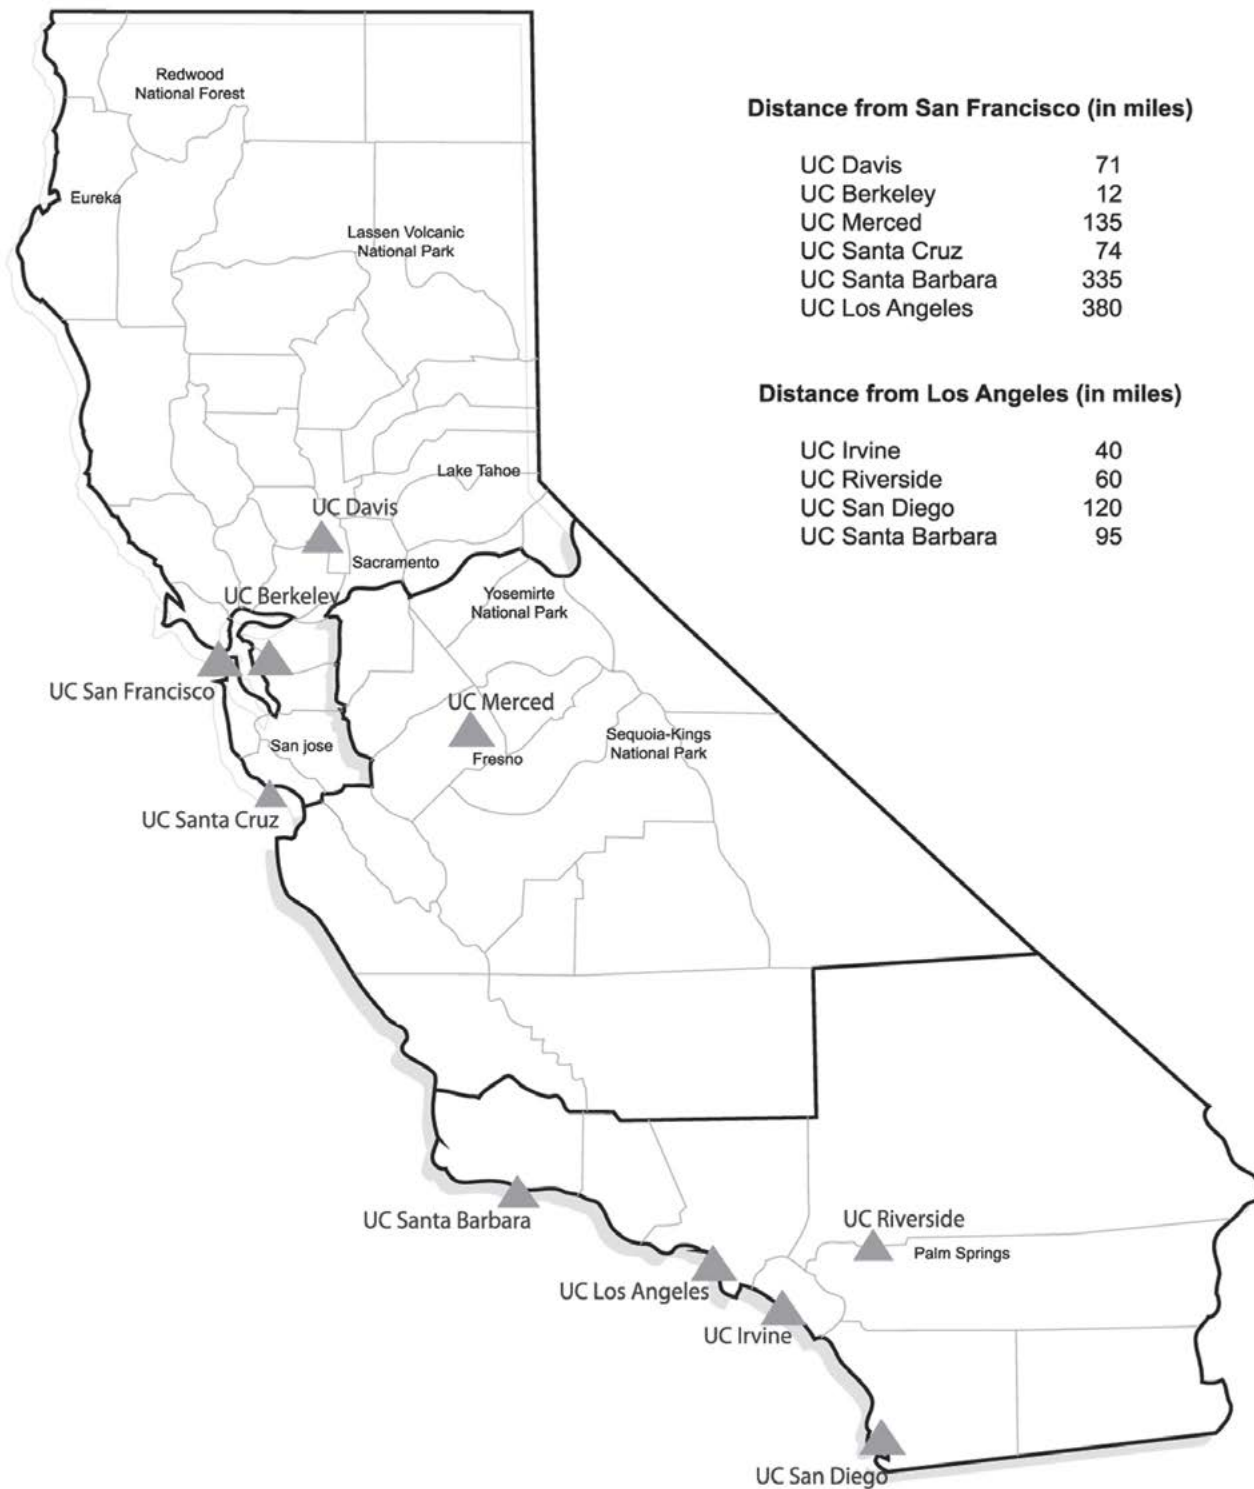 Redwood
National Forest
Eureka
Lassen Volcanic
National Park
Distance from San Francisco (in miles)
UC Davis 71
UC Berkeley 12
UC Merced 135
UC Santa Cruz 74
UC Santa Barbara 335
UC Los Angeles 380
Distance from Los Angeles (in miles)
UC Irvine 40
UC Riverside 60
UC San Diego 120
UC Santa Barbara 95
Lake Tahoe
UC Davis
Sacramento
UC Berkeley
Yosemirte
National Park
UC San Francisco
UC Merced
San jose
Fresno
Sequoia-Kings
National Park
UC Santa Cruz
UC Santa Barbara
UC Riverside
Palm Springs
UC Los Angeles
UC Irvine
UC San Diego